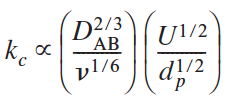 k_c ∝ (D_AB^2/3 / ν^1/6) (U^1/2 / d_p^1/2)